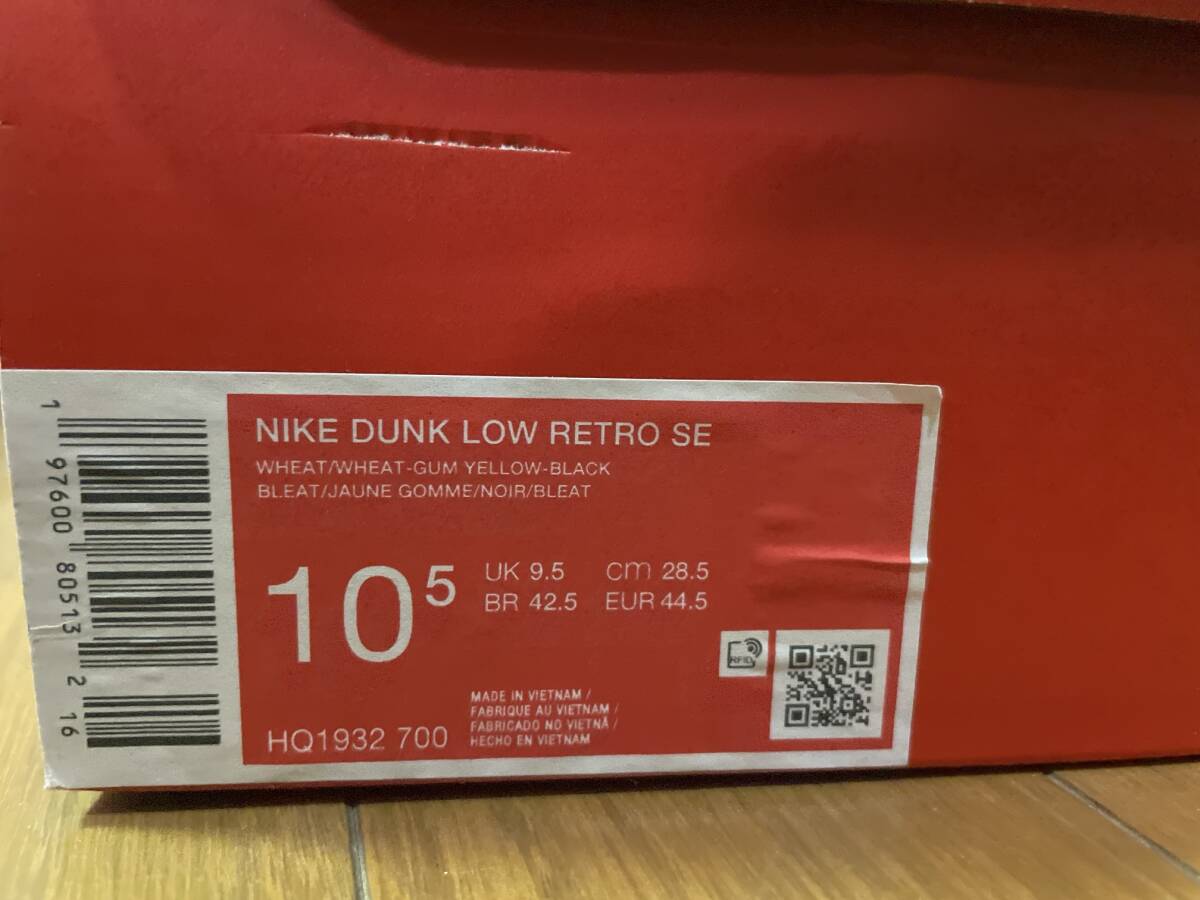 NIKE DUNK LOW RETRO SE
WHEAT/WHEAT-GUM YELLOW-BLACK
BLEAT/JAUNE GOMME/NOIR/BLEAT
10⁵
UK 9.5 cm 28.5
BR 42.5 EUR 44.5
RFID
HQ1932 700
MADE IN VIETNAM /
FABRIQUE AU VIETNAM /
FABRICADO NO VIETNÃ /
HECHO EN VIETNAM
1 97600 80513 2 16